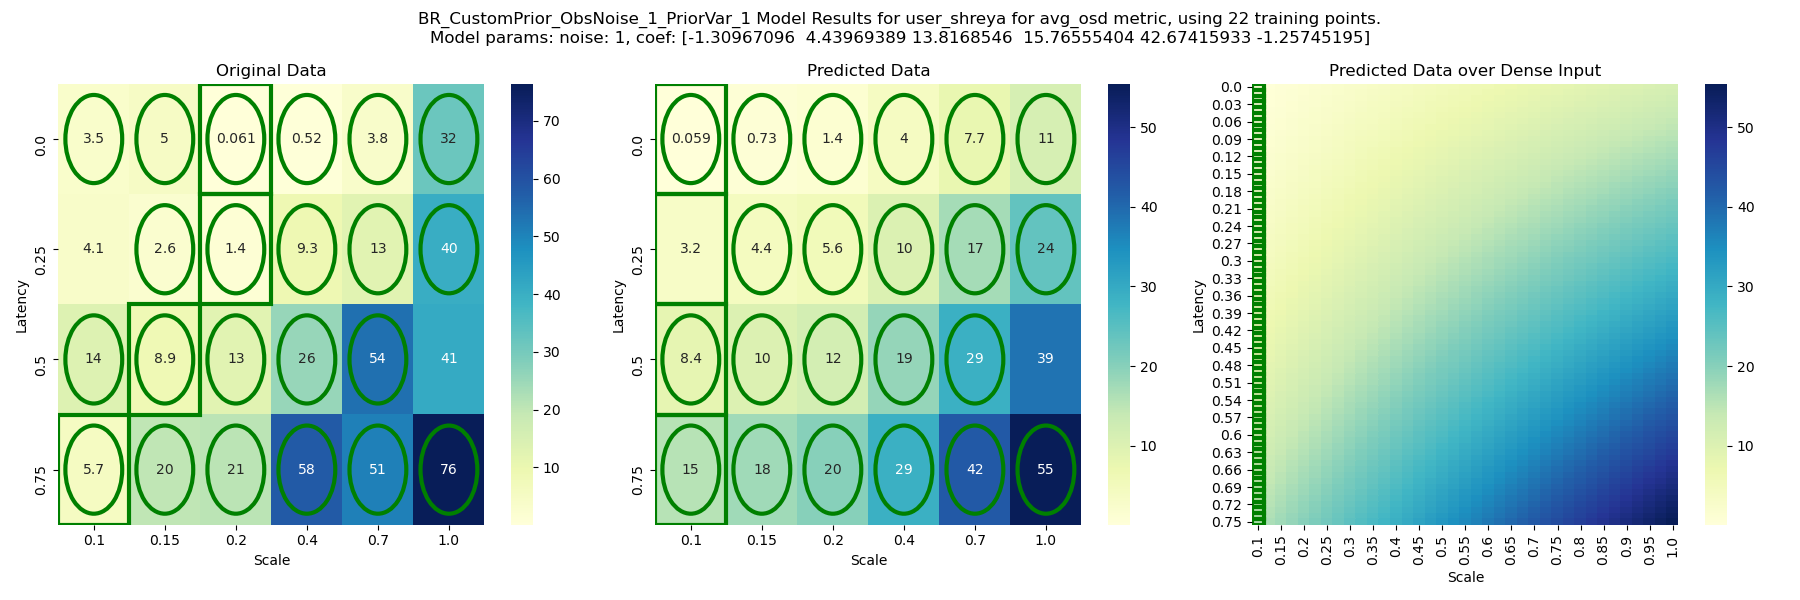 BR_CustomPrior_ObsNoise_1_PriorVar_1 Model Results for user_shreya for avg_osd metric, using 22 training points.
Model params: noise: 1, coef: [-1.30967096  4.43969389 13.8168546  15.76555404 42.67415933 -1.25745195]
Original Data
Latency
0.0 3.5 5 0.061 0.52 3.8 32
0.25 4.1 2.6 1.4 9.3 13 40
0.5 14 8.9 13 26 54 41
0.75 5.7 20 21 58 51 76
0.1 0.15 0.2 0.4 0.7 1.0
Scale
70
60
50
40
30
20
10
Predicted Data
Latency
0.0 0.059 0.73 1.4 4 7.7 11
0.25 3.2 4.4 5.6 10 17 24
0.5 8.4 10 12 19 29 39
0.75 15 18 20 29 42 55
0.1 0.15 0.2 0.4 0.7 1.0
Scale
50
40
30
20
10
Predicted Data over Dense Input
Latency
0.0
0.03
0.06
0.09
0.12
0.15
0.18
0.21
0.24
0.27
0.3
0.33
0.36
0.39
0.42
0.45
0.48
0.51
0.54
0.57
0.6
0.63
0.66
0.69
0.72
0.75
0.1 0.15 0.2 0.25 0.3 0.35 0.4 0.45 0.5 0.55 0.6 0.65 0.7 0.75 0.8 0.85 0.9 0.95 1.0
Scale
50
40
30
20
10